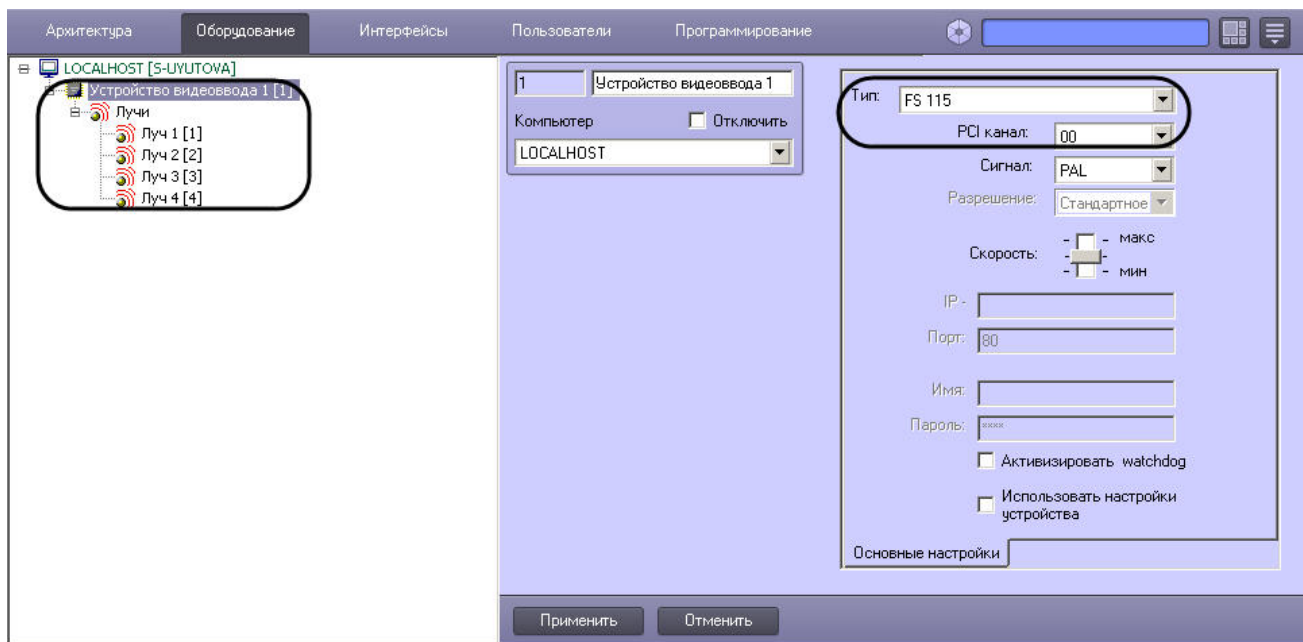 Архитектура Оборудование Интерфейсы Пользователи Программирование
LOCALHOST [S-UYUTOVA]
Устройство видеоввода 1 [1]
Лучи
Луч 1 [1]
Луч 2 [2]
Луч 3 [3]
Луч 4 [4]
1 Устройство видеоввода 1
Компьютер Отключить
LOCALHOST
Тип: FS 115
PCI канал: 00
Сигнал: PAL
Разрешение: Стандартное
макс
Скорость:
мин
IP -
Порт: 80
Имя:
Пароль: ****
Активизировать watchdog
Использовать настройки
устройства
Основные настройки
Применить Отменить